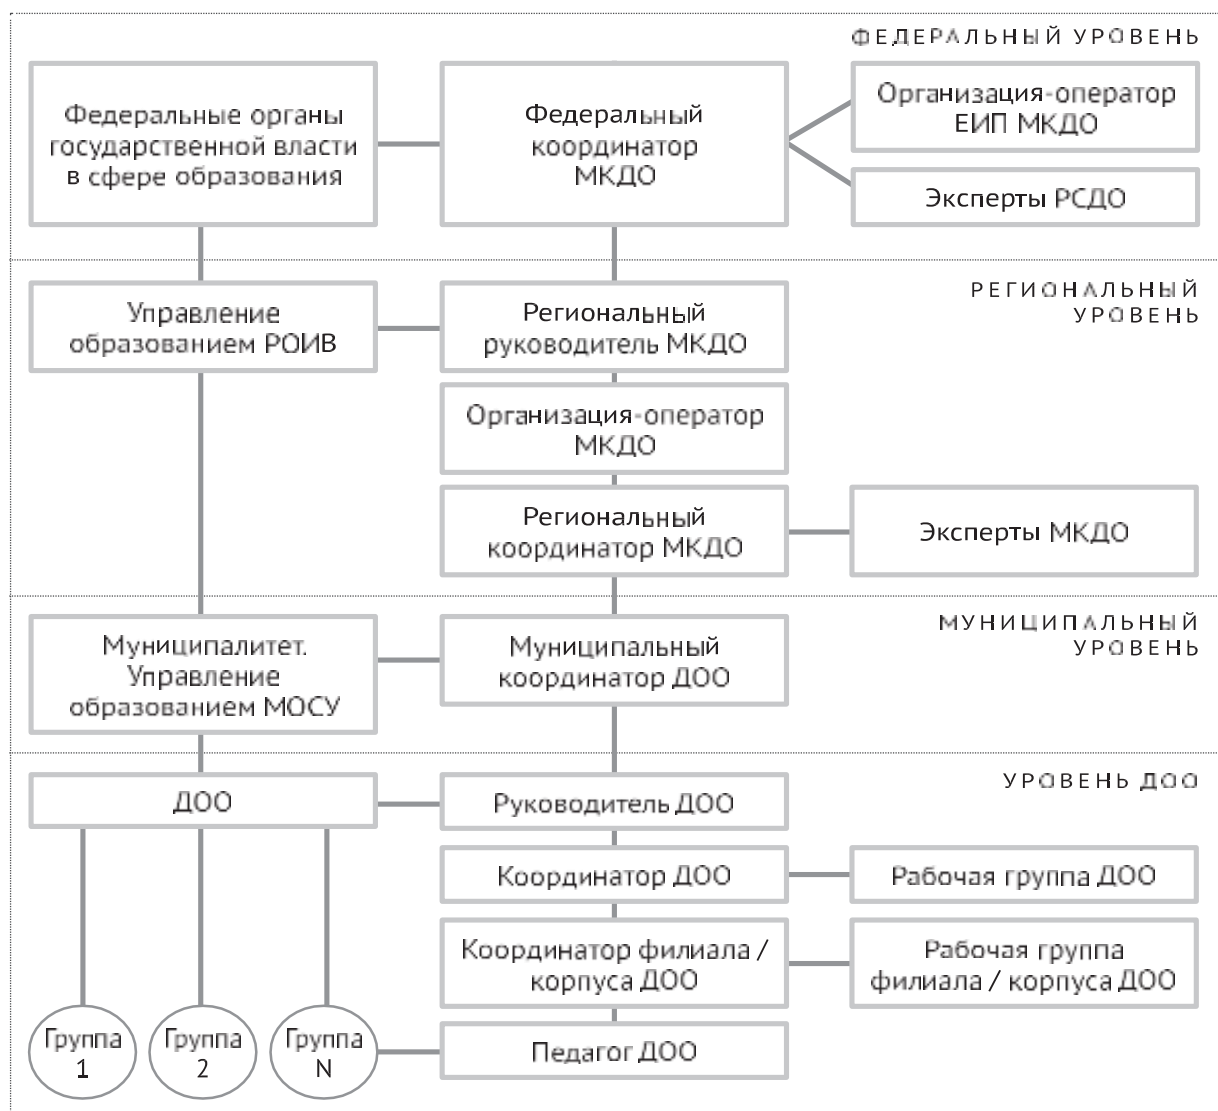 ФЕДЕРАЛЬНЫЙ УРОВЕНЬ
Федеральные органы
государственной власти
в сфере образования
Федеральный
координатор
МКДО
Организация-оператор
ЕИП МКДО
Эксперты РСДО
РЕГИОНАЛЬНЫЙ
УРОВЕНЬ
Управление
образованием РОИВ
Региональный
руководитель МКДО
Организация-оператор
МКДО
Региональный
координатор МКДО
Эксперты МКДО
МУНИЦИПАЛЬНЫЙ
УРОВЕНЬ
Муниципалитет.
Управление
образованием МОСУ
Муниципальный
координатор ДОО
УРОВЕНЬ ДОО
ДОО
Руководитель ДОО
Координатор ДОО
Рабочая группа ДОО
Координатор филиала /
корпуса ДОО
Рабочая группа
филиала / корпуса ДОО
Группа
1
Группа
2
Группа
N
Педагог ДОО